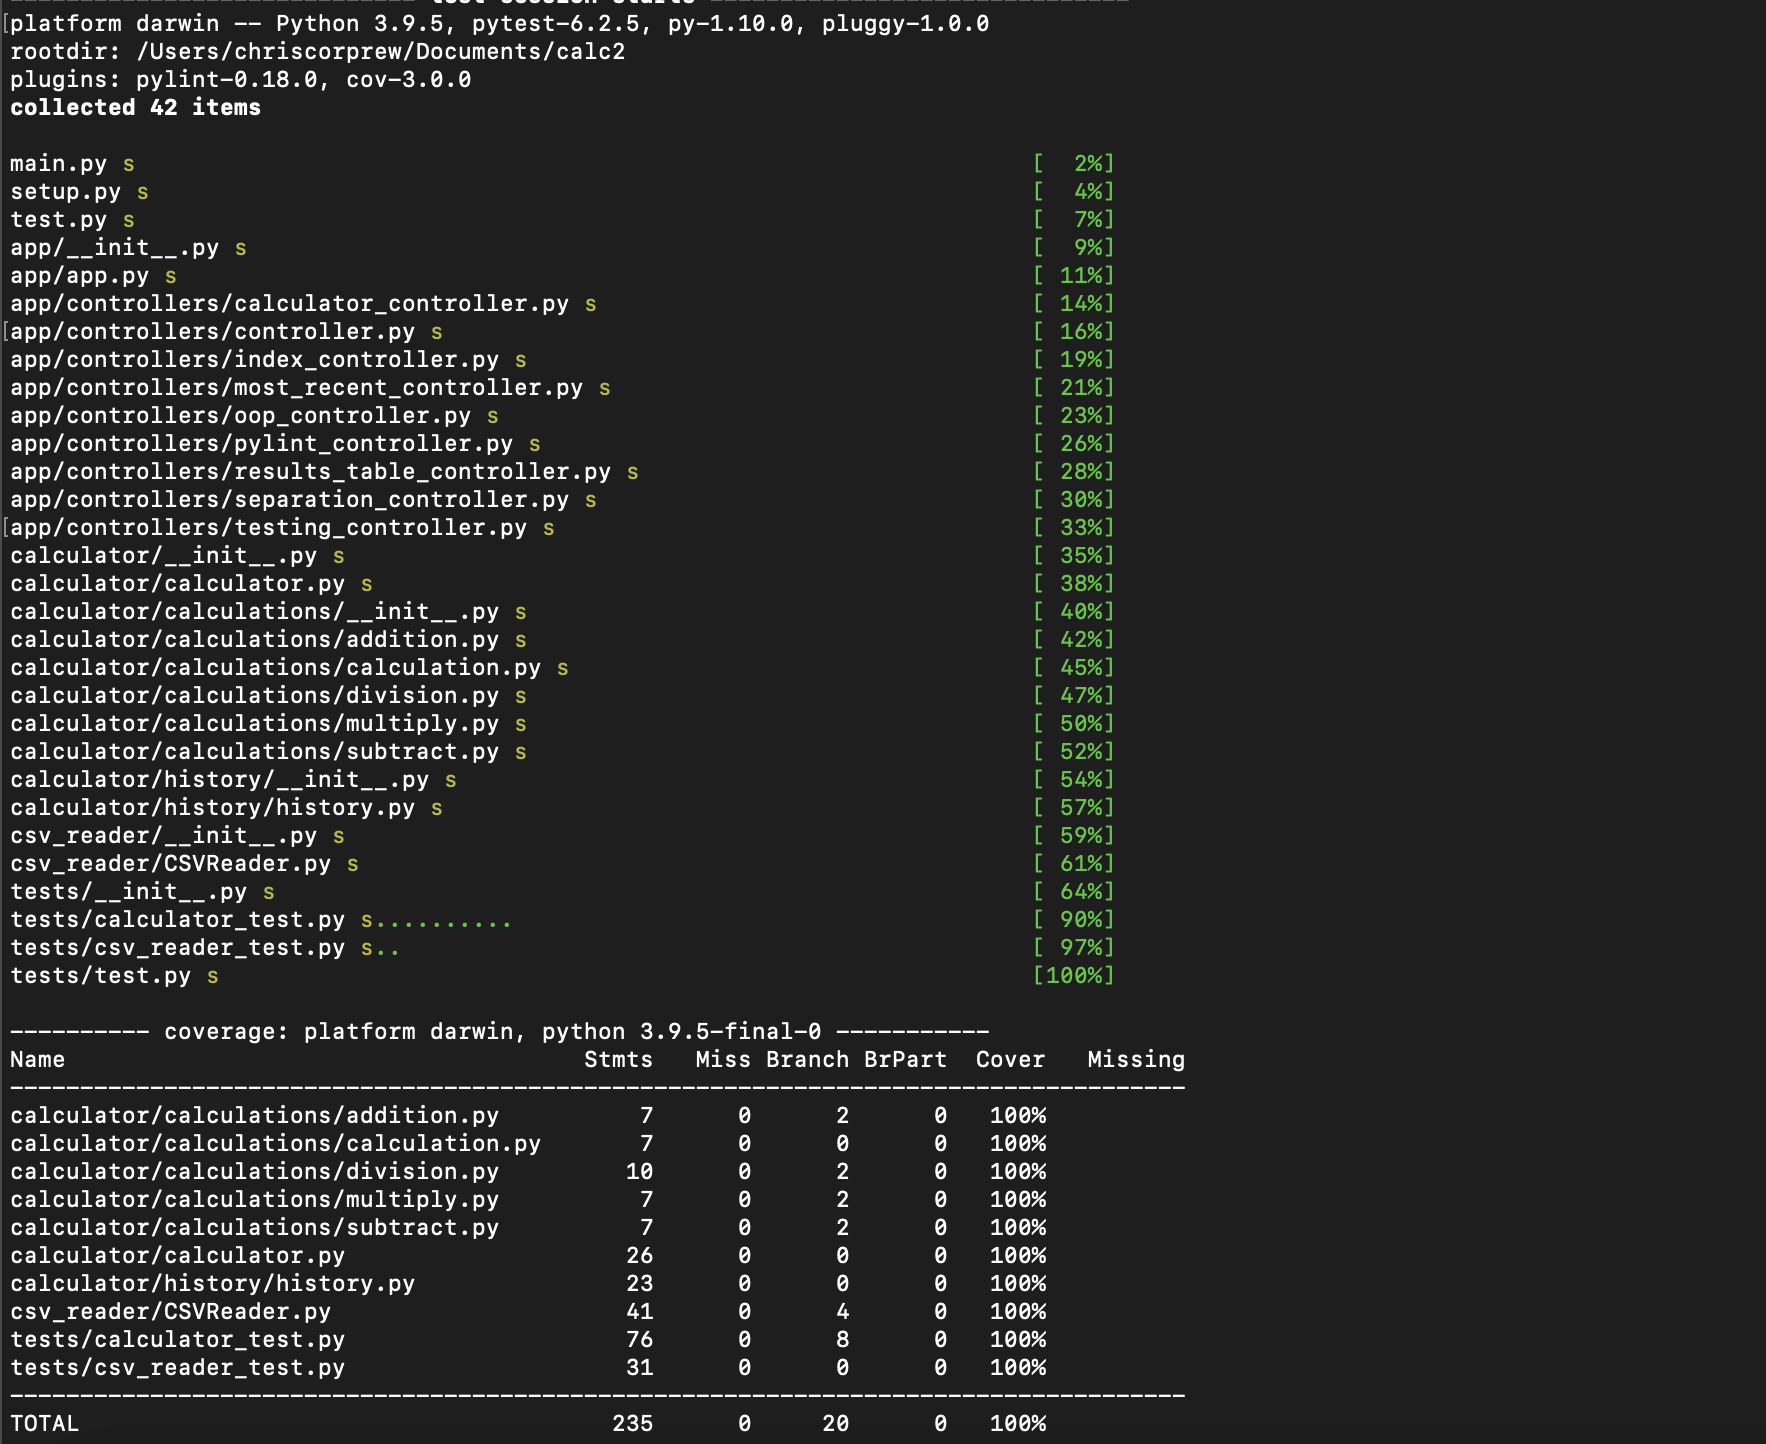 test session starts
platform darwin -- Python 3.9.5, pytest-6.2.5, py-1.10.0, pluggy-1.0.0
rootdir: /Users/chriscorprew/Documents/calc2
plugins: pylint-0.18.0, cov-3.0.0
collected 42 items
main.py s [  2%]
setup.py s [  4%]
test.py s [  7%]
app/__init__.py s [  9%]
app/app.py s [ 11%]
app/controllers/calculator_controller.py s [ 14%]
app/controllers/controller.py s [ 16%]
app/controllers/index_controller.py s [ 19%]
app/controllers/most_recent_controller.py s [ 21%]
app/controllers/oop_controller.py s [ 23%]
app/controllers/pylint_controller.py s [ 26%]
app/controllers/results_table_controller.py s [ 28%]
app/controllers/separation_controller.py s [ 30%]
app/controllers/testing_controller.py s [ 33%]
calculator/__init__.py s [ 35%]
calculator/calculator.py s [ 38%]
calculator/calculations/__init__.py s [ 40%]
calculator/calculations/addition.py s [ 42%]
calculator/calculations/calculation.py s [ 45%]
calculator/calculations/division.py s [ 47%]
calculator/calculations/multiply.py s [ 50%]
calculator/calculations/subtract.py s [ 52%]
calculator/history/__init__.py s [ 54%]
calculator/history/history.py s [ 57%]
csv_reader/__init__.py s [ 59%]
csv_reader/CSVReader.py s [ 61%]
tests/__init__.py s [ 64%]
tests/calculator_test.py s.......... [ 90%]
tests/csv_reader_test.py s.. [ 97%]
tests/test.py s [100%]
---------- coverage: platform darwin, python 3.9.5-final-0 -----------
Name Stmts Miss Branch BrPart Cover Missing
calculator/calculations/addition.py 7 0 2 0 100%
calculator/calculations/calculation.py 7 0 0 0 100%
calculator/calculations/division.py 10 0 2 0 100%
calculator/calculations/multiply.py 7 0 2 0 100%
calculator/calculations/subtract.py 7 0 2 0 100%
calculator/calculator.py 26 0 0 0 100%
calculator/history/history.py 23 0 0 0 100%
csv_reader/CSVReader.py 41 0 4 0 100%
tests/calculator_test.py 76 0 8 0 100%
tests/csv_reader_test.py 31 0 0 0 100%
TOTAL 235 0 20 0 100%